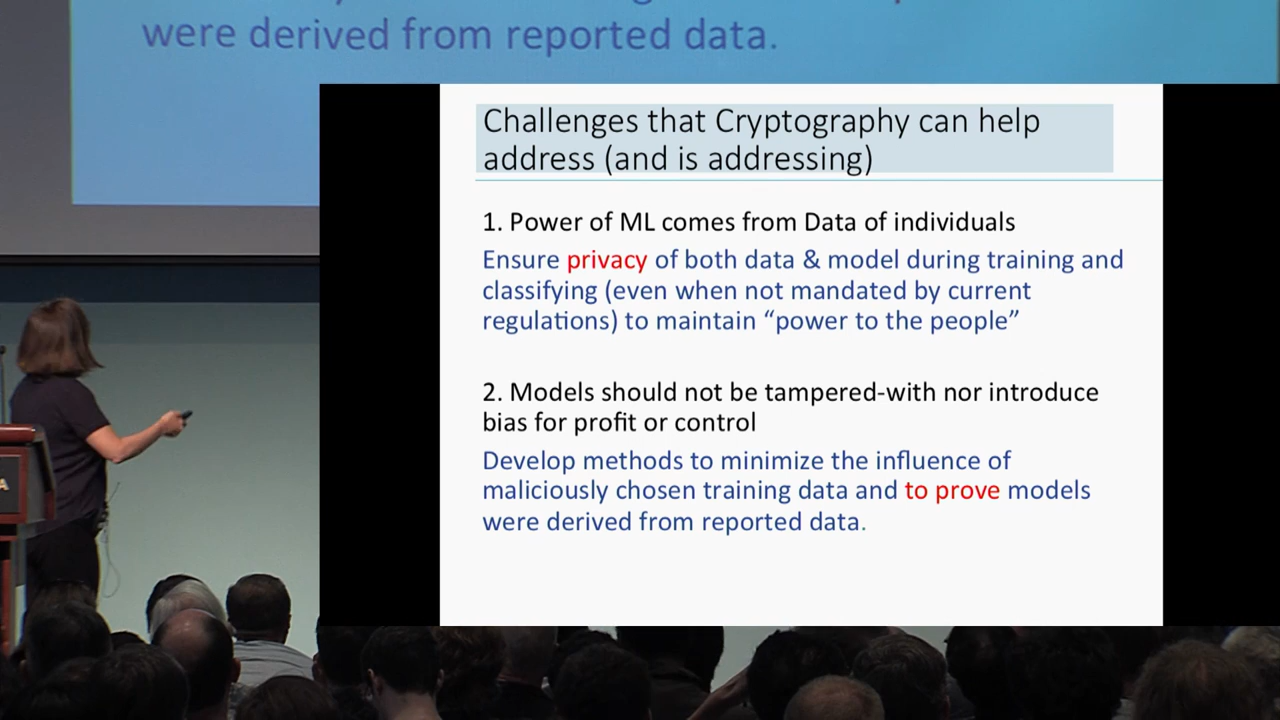 were derived from reported data.
Challenges that Cryptography can help
address (and is addressing)
1. Power of ML comes from Data of individuals
Ensure privacy of both data & model during training and
classifying (even when not mandated by current
regulations) to maintain “power to the people”
2. Models should not be tampered-with nor introduce
bias for profit or control
Develop methods to minimize the influence of
maliciously chosen training data and to prove models
were derived from reported data.
A